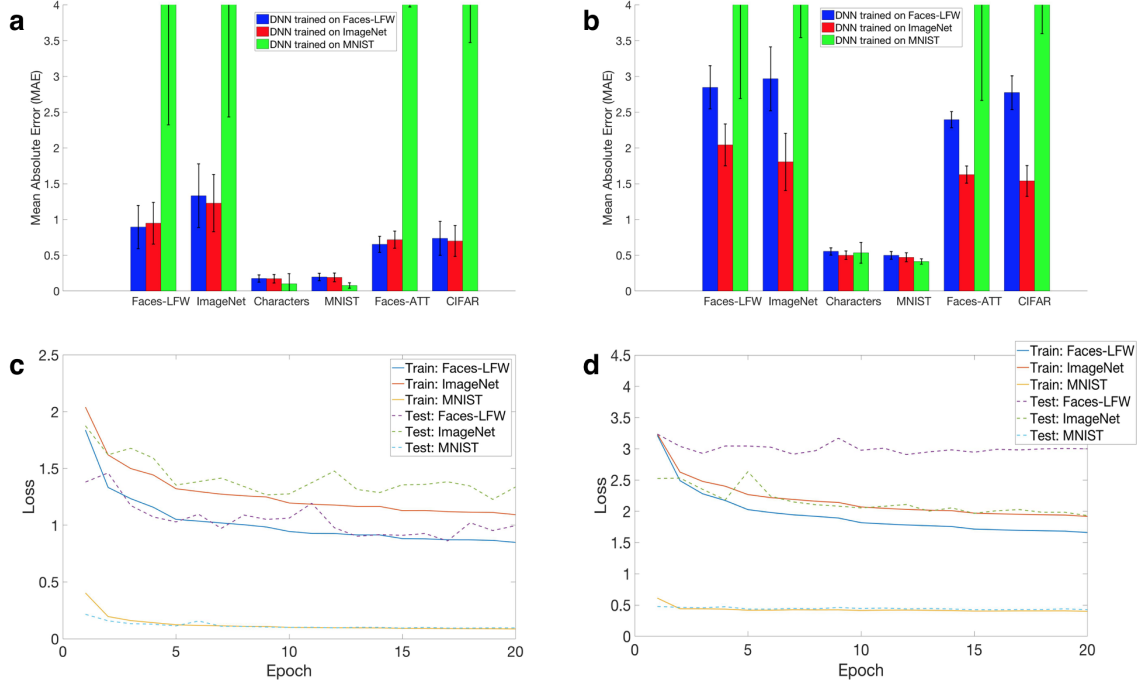 a
DNN trained on Faces-LFW
DNN trained on ImageNet
DNN trained on MNIST
Mean Absolute Error (MAE)
4
3.5
3
2.5
2
1.5
1
0.5
0
Faces-LFW ImageNet Characters MNIST Faces-ATT CIFAR
b
DNN trained on Faces-LFW
DNN trained on ImageNet
DNN trained on MNIST
Mean Absolute Error (MAE)
4
3.5
3
2.5
2
1.5
1
0.5
0
Faces-LFW ImageNet Characters MNIST Faces-ATT CIFAR
c
Train: Faces-LFW
Train: ImageNet
Train: MNIST
Test: Faces-LFW
Test: ImageNet
Test: MNIST
Loss
2.5
2
1.5
1
0.5
0
0 5 10 15 20
Epoch
d
Train: Faces-LFW
Train: ImageNet
Train: MNIST
Test: Faces-LFW
Test: ImageNet
Test: MNIST
Loss
4.5
4
3.5
3
2.5
2
1.5
1
0.5
0
0 5 10 15 20
Epoch